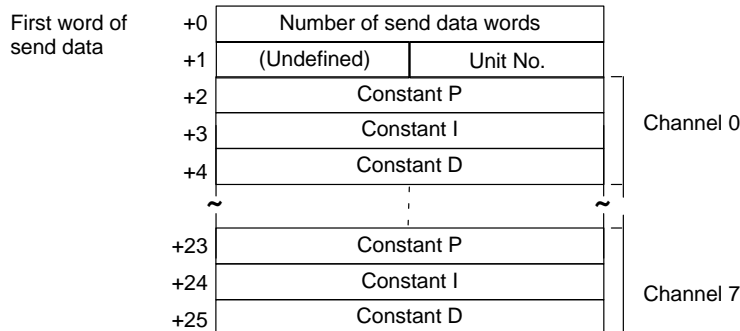 First word of
send data
+0 Number of send data words
+1 (Undefined) Unit No.
+2 Constant P
+3 Constant I
+4 Constant D
Channel 0
~ ~
+23 Constant P
+24 Constant I
+25 Constant D
Channel 7